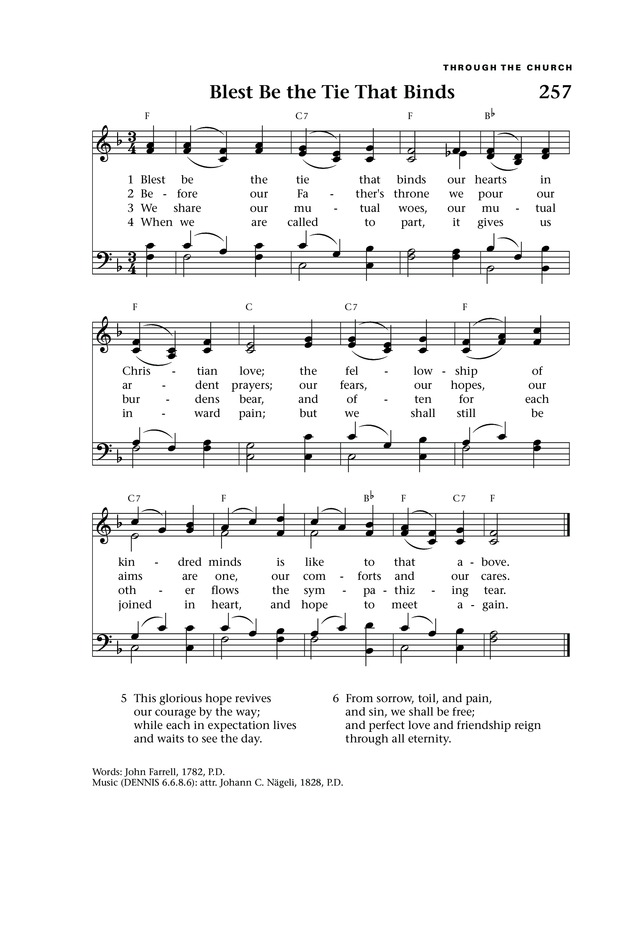 THROUGH THE CHURCH
Blest Be the Tie That Binds 257
F C7 F B♭
1 Blest be the tie that binds our hearts in
2 Be - fore our Fa - ther's throne we pour our
3 We share our mu - tual woes, our mu - tual
4 When we are called to part, it gives us
F C C7 F
Chris - tian love; the fel - low - ship of
ar - dent prayers; our fears, our hopes, our
bur - dens bear, and of - ten for each
in - ward pain; but we shall still be
C7 F B♭ F C7 F
kin - dred minds is like to that a - bove.
aims are one, our com - forts and our cares.
oth - er flows the sym - pa - thiz - ing tear.
joined in heart, and hope to meet a - gain.
5 This glorious hope revives
our courage by the way;
while each in expectation lives
and waits to see the day.
6 From sorrow, toil, and pain,
and sin, we shall be free;
and perfect love and friendship reign
through all eternity.
Words: John Farrell, 1782, P.D.
Music (DENNIS 6.6.8.6): attr. Johann C. Nägeli, 1828, P.D.